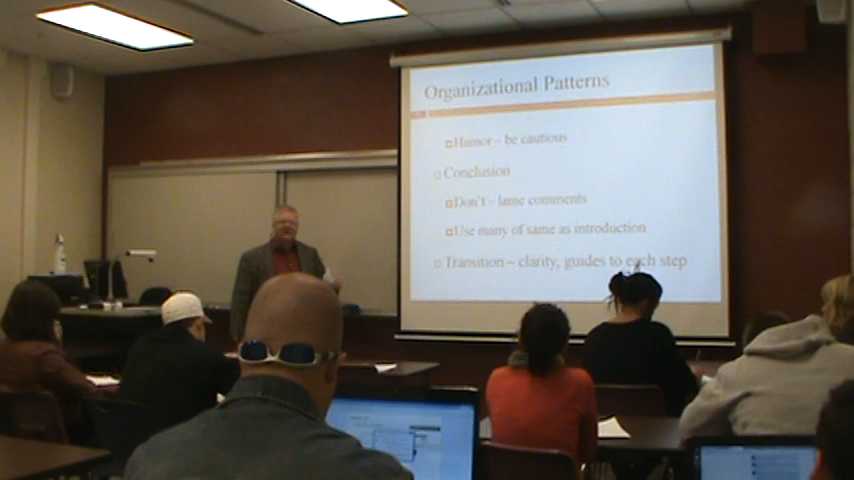 Organizational Patterns
Humor – be cautious
Conclusion
Don't – lame comments
Use many of same as introduction
Transition – clarity, guides to each step